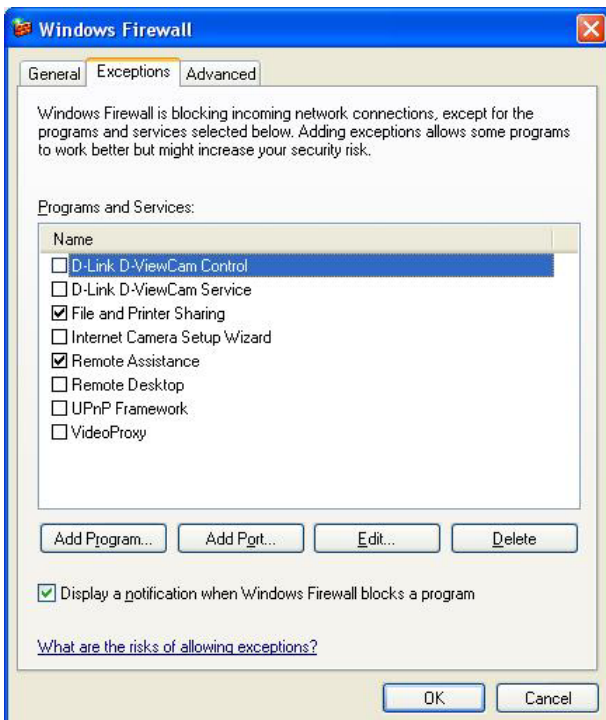 Windows Firewall
General Exceptions Advanced
Windows Firewall is blocking incoming network connections, except for the
programs and services selected below. Adding exceptions allows some programs
to work better but might increase your security risk.
Programs and Services:
Name
D-Link D-ViewCam Control
D-Link D-ViewCam Service
File and Printer Sharing
Internet Camera Setup Wizard
Remote Assistance
Remote Desktop
UPnP Framework
VideoProxy
Add Program... Add Port... Edit... Delete
Display a notification when Windows Firewall blocks a program
What are the risks of allowing exceptions?
OK Cancel